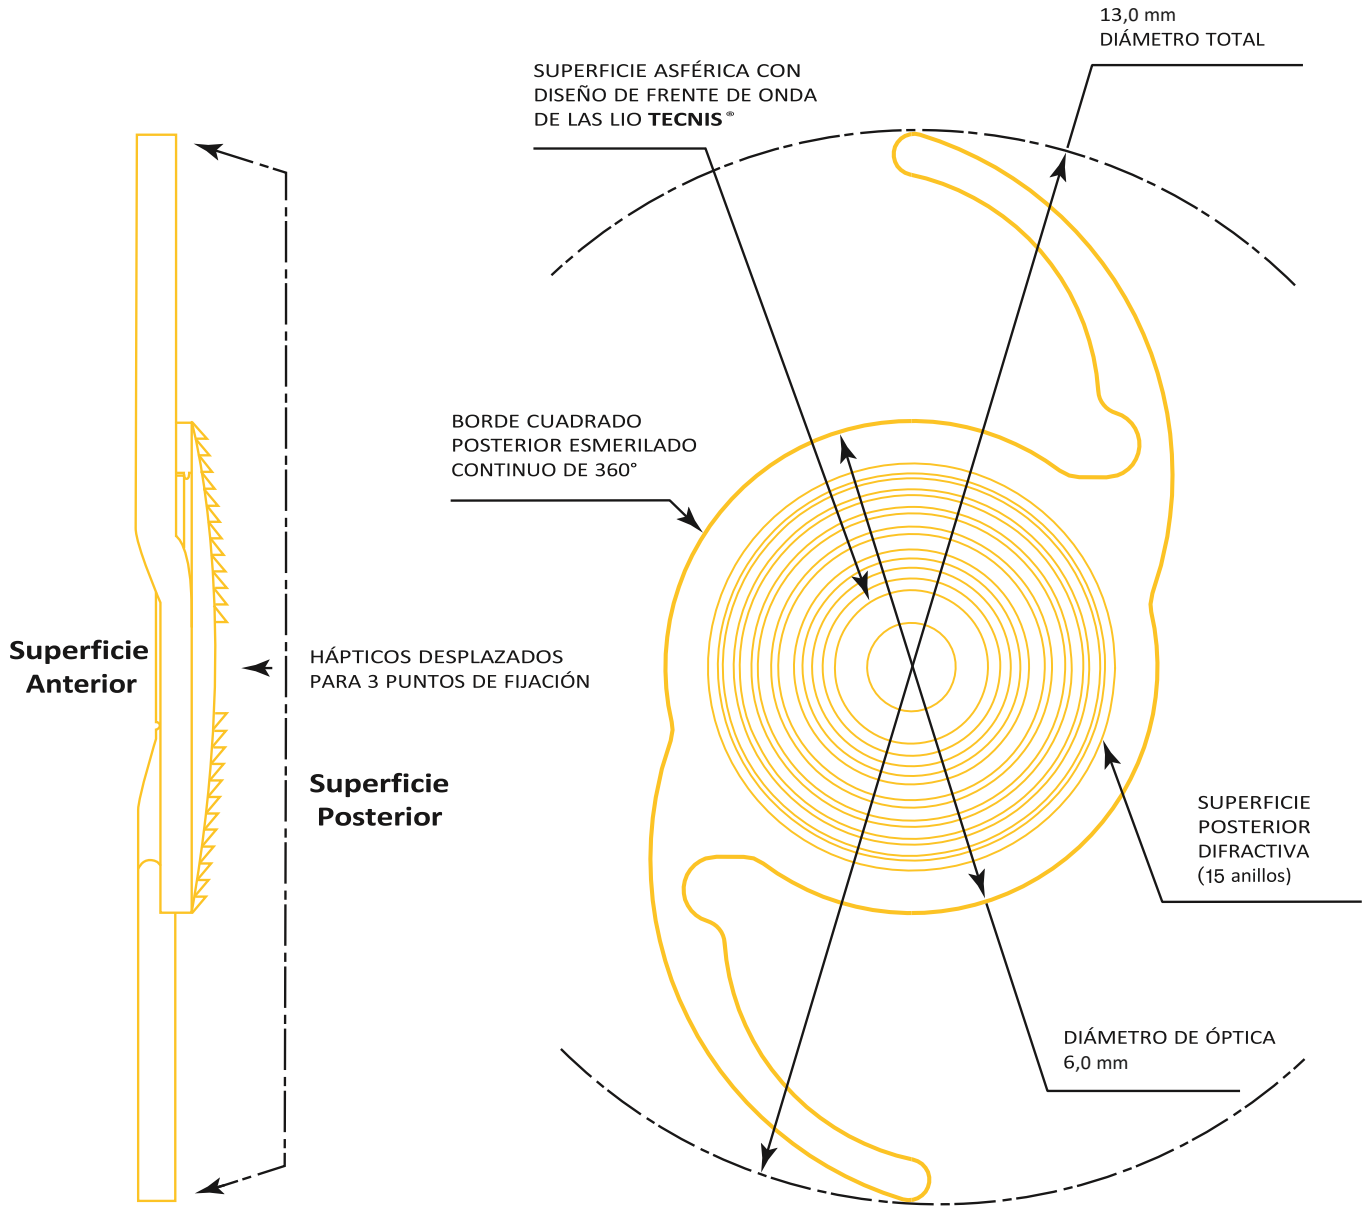 13,0 mm
DIÁMETRO TOTAL
SUPERFICIE ASFÉRICA CON
DISEÑO DE FRENTE DE ONDA
DE LAS LIO TECNIS®
BORDE CUADRADO
POSTERIOR ESMERILADO
CONTINUO DE 360°
Superficie
Anterior
HÁPTICOS DESPLAZADOS
PARA 3 PUNTOS DE FIJACIÓN
Superficie
Posterior
SUPERFICIE
POSTERIOR
DIFRACTIVA
(15 anillos)
DIÁMETRO DE ÓPTICA
6,0 mm